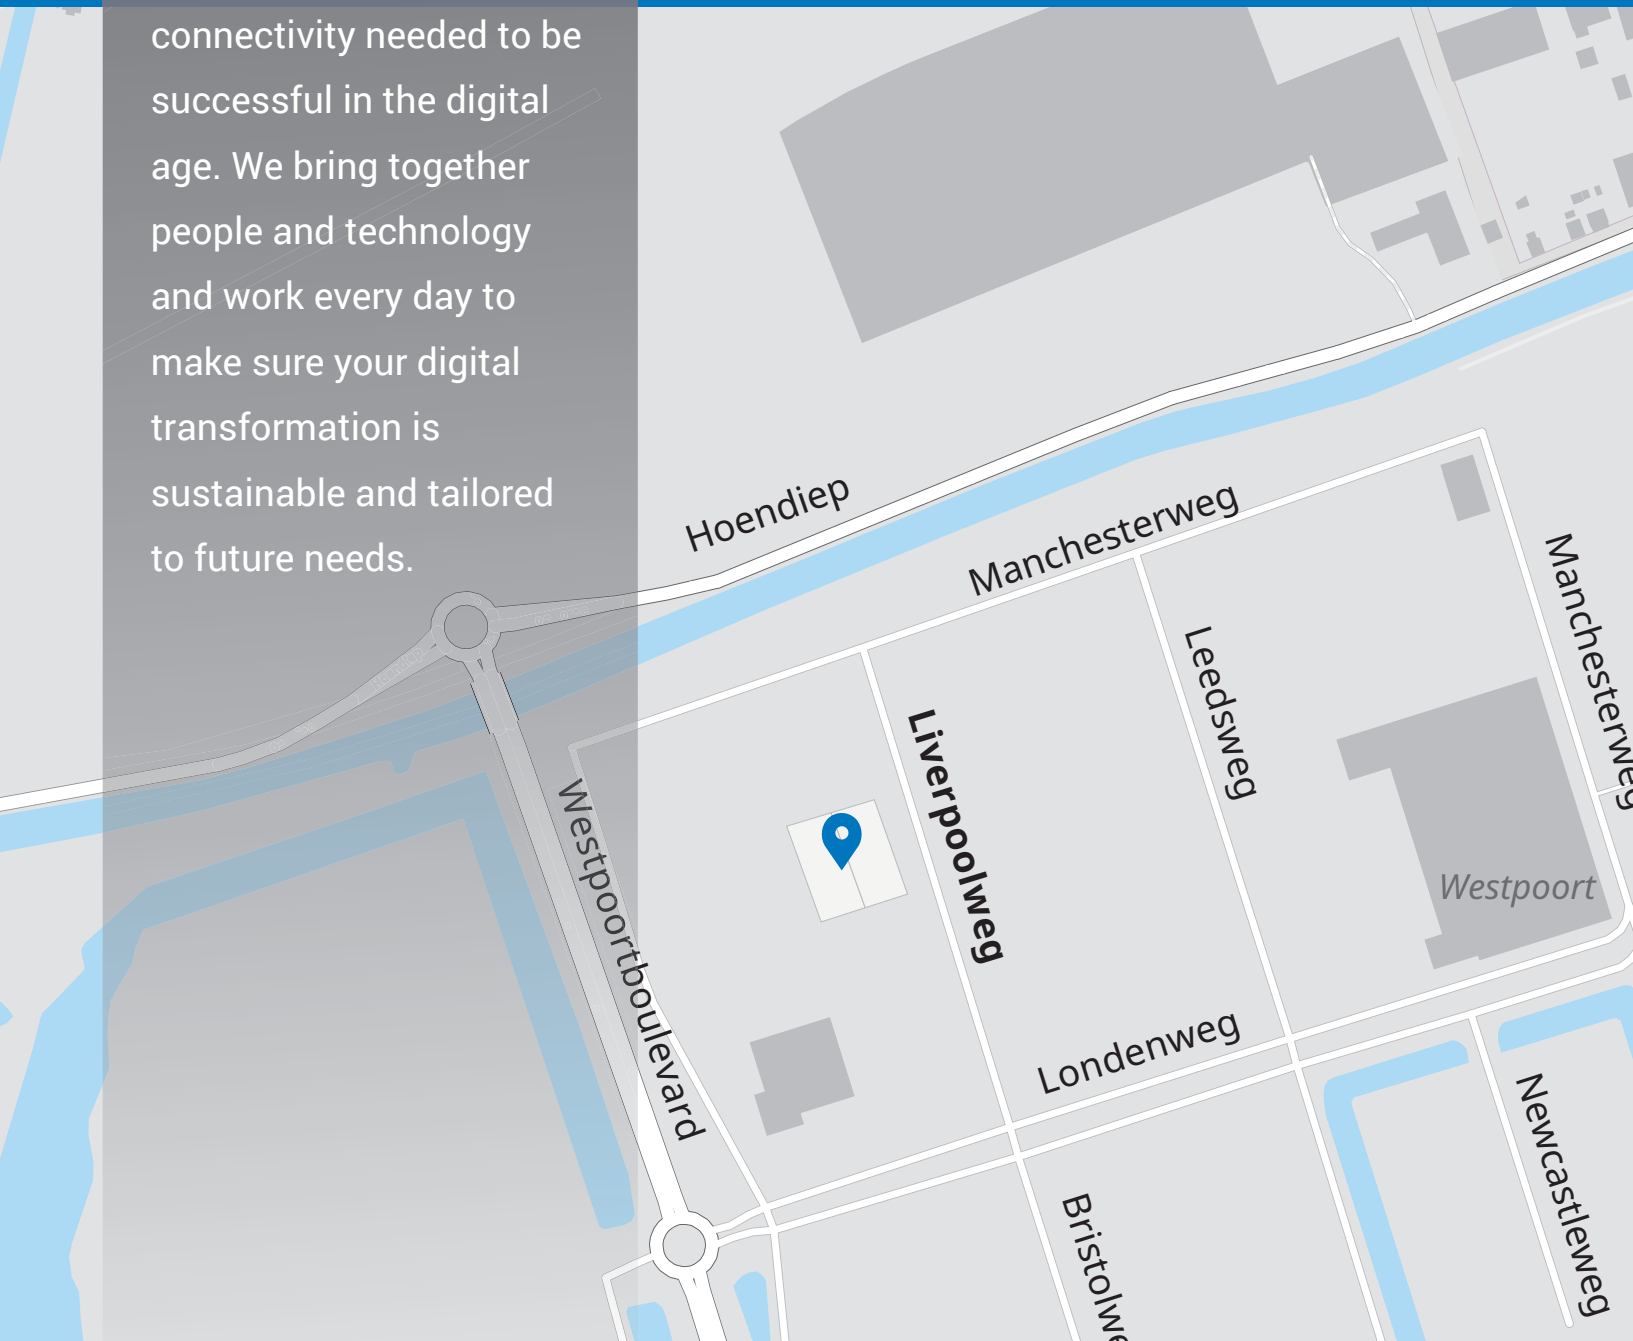 connectivity needed to be
successful in the digital
age. We bring together
people and technology
and work every day to
make sure your digital
transformation is
sustainable and tailored
to future needs.
Hoendiep
Manchesterweg
Manchesterweg
Leedsweg
Liverpoolweg
Westpoortboulevard
Westpoort
Londenweg
Newcastleweg
Bristolwe